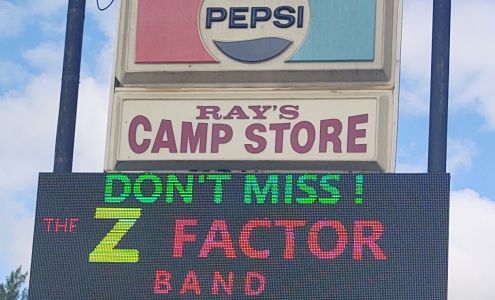 PEPSI
RAY'S
CAMP STORE
DON'T MISS!
THE Z FACTOR
BAND